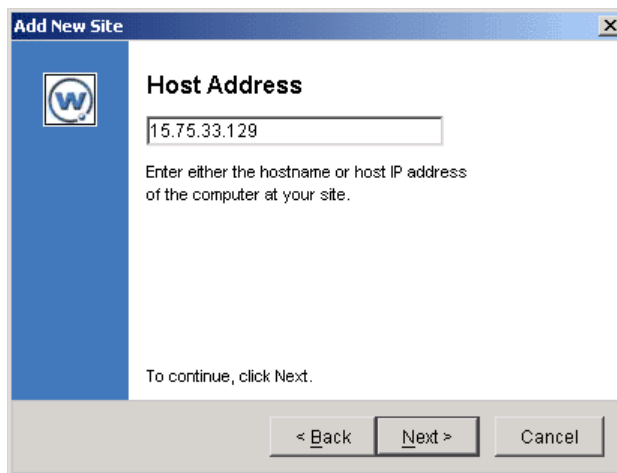 Add New Site
W
Host Address
15.75.33.129
Enter either the hostname or host IP address
of the computer at your site.
To continue, click Next.
< Back
Next >
Cancel